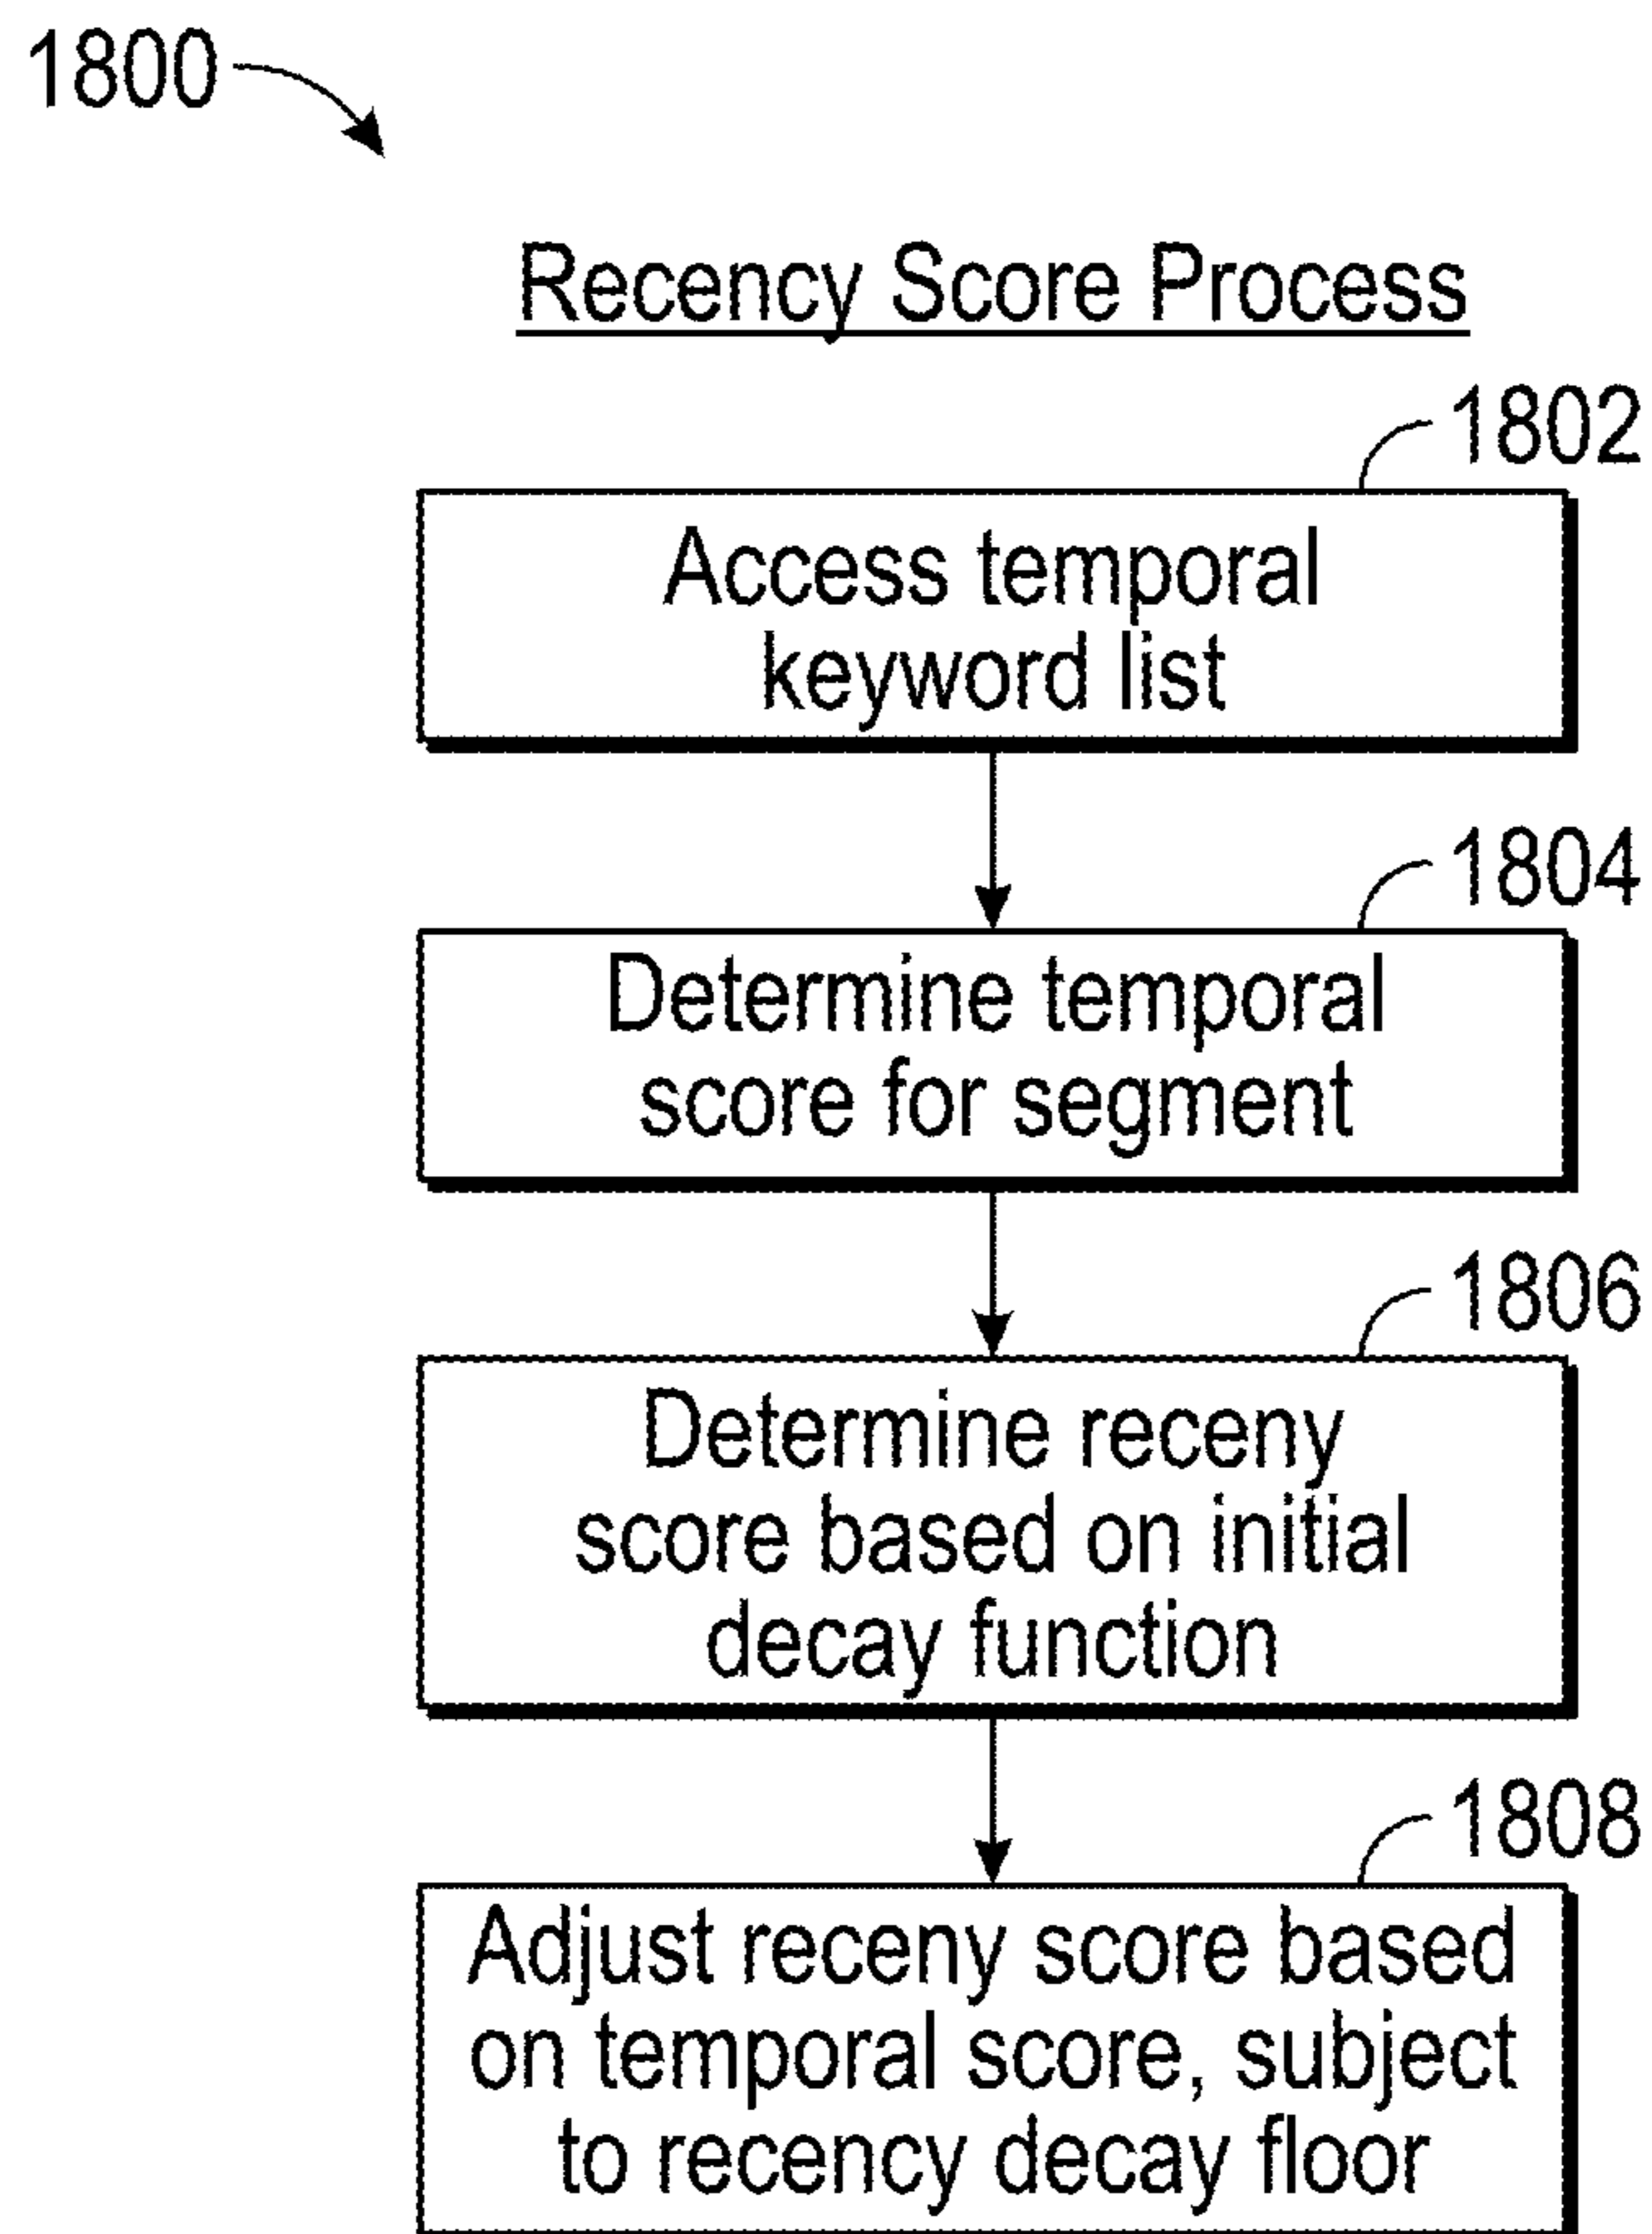 1800
Recency Score Process
1802
Access temporal
keyword list
1804
Determine temporal
score for segment
1806
Determine receny
score based on initial
decay function
1808
Adjust receny score based
on temporal score, subject
to recency decay floor